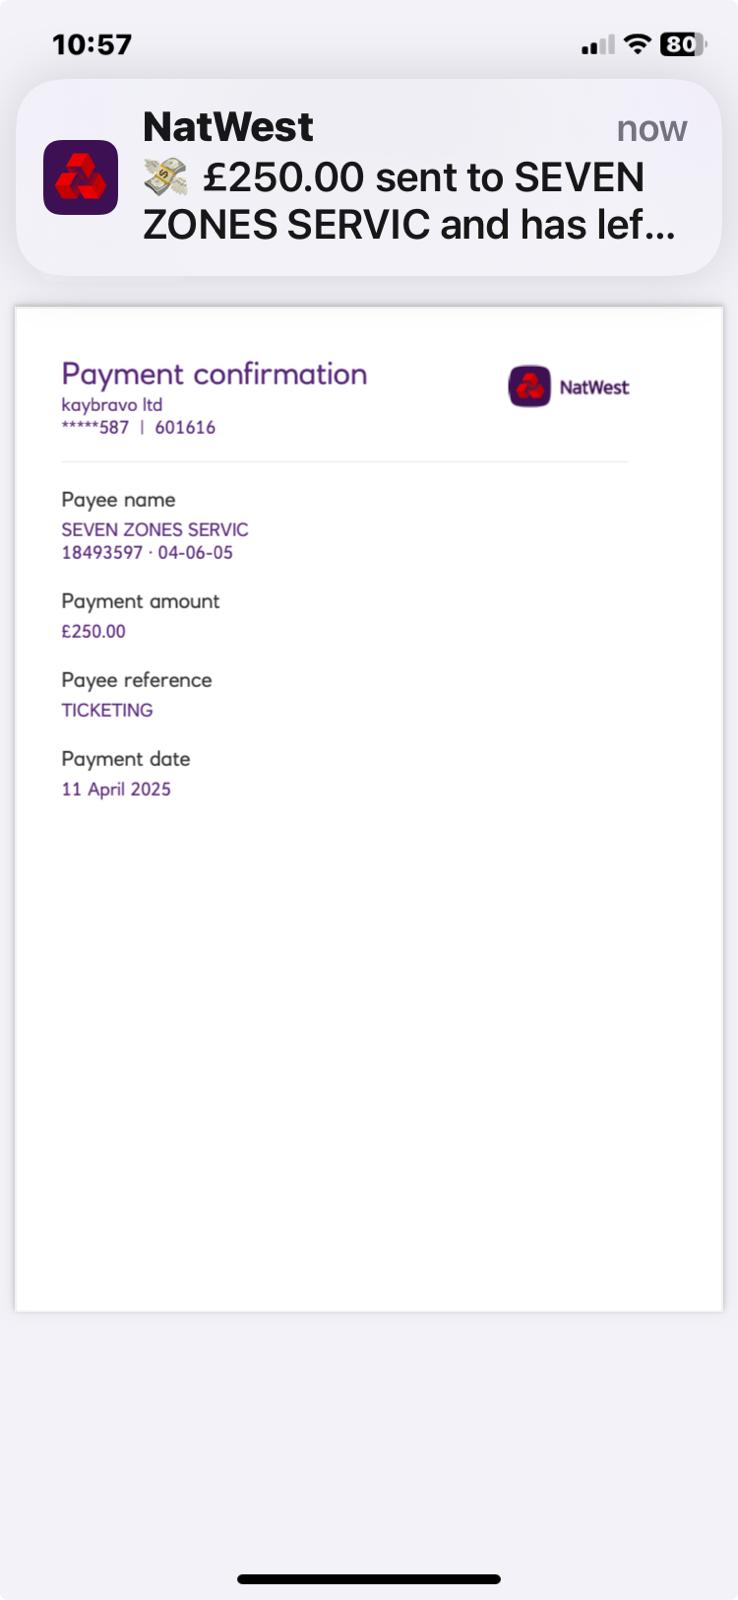 10:57
80
NatWest
now
💸 £250.00 sent to SEVEN
ZONES SERVIC and has lef...
Payment confirmation
NatWest
kaybravo ltd
*****587 | 601616
Payee name
SEVEN ZONES SERVIC
18493597 · 04-06-05
Payment amount
£250.00
Payee reference
TICKETING
Payment date
11 April 2025